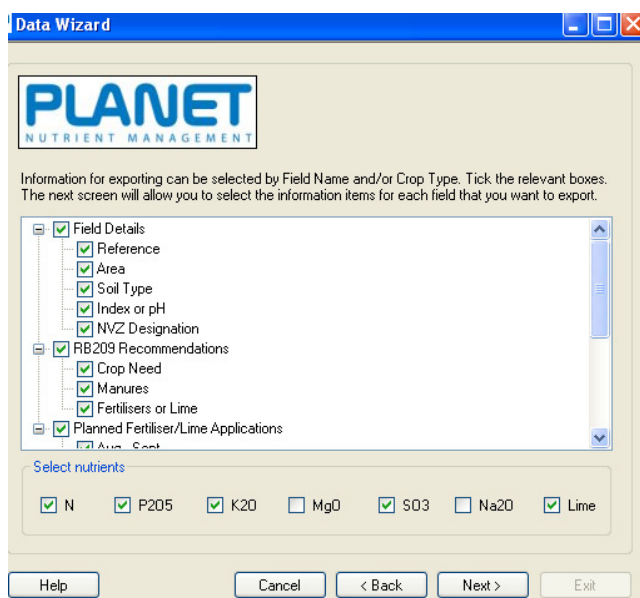 Data Wizard
PLANET
NUTRIENT MANAGEMENT
Information for exporting can be selected by Field Name and/or Crop Type. Tick the relevant boxes.
The next screen will allow you to select the information items for each field that you want to export.
Field Details
Reference
Area
Soil Type
Index or pH
NVZ Designation
RB209 Recommendations
Crop Need
Manures
Fertilisers or Lime
Planned Fertiliser/Lime Applications
Aug - Sept
Select nutrients
N P2O5 K2O MgO SO3 Na2O Lime
Help Cancel < Back Next > Exit